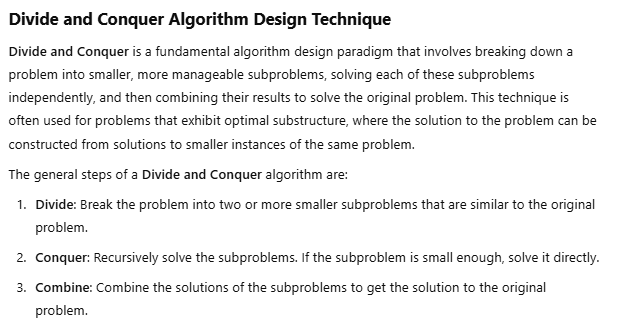 Divide and Conquer Algorithm Design Technique
Divide and Conquer is a fundamental algorithm design paradigm that involves breaking down a
problem into smaller, more manageable subproblems, solving each of these subproblems
independently, and then combining their results to solve the original problem. This technique is
often used for problems that exhibit optimal substructure, where the solution to the problem can be
constructed from solutions to smaller instances of the same problem.
The general steps of a Divide and Conquer algorithm are:
1. Divide: Break the problem into two or more smaller subproblems that are similar to the original
problem.
2. Conquer: Recursively solve the subproblems. If the subproblem is small enough, solve it directly.
3. Combine: Combine the solutions of the subproblems to get the solution to the original
problem.